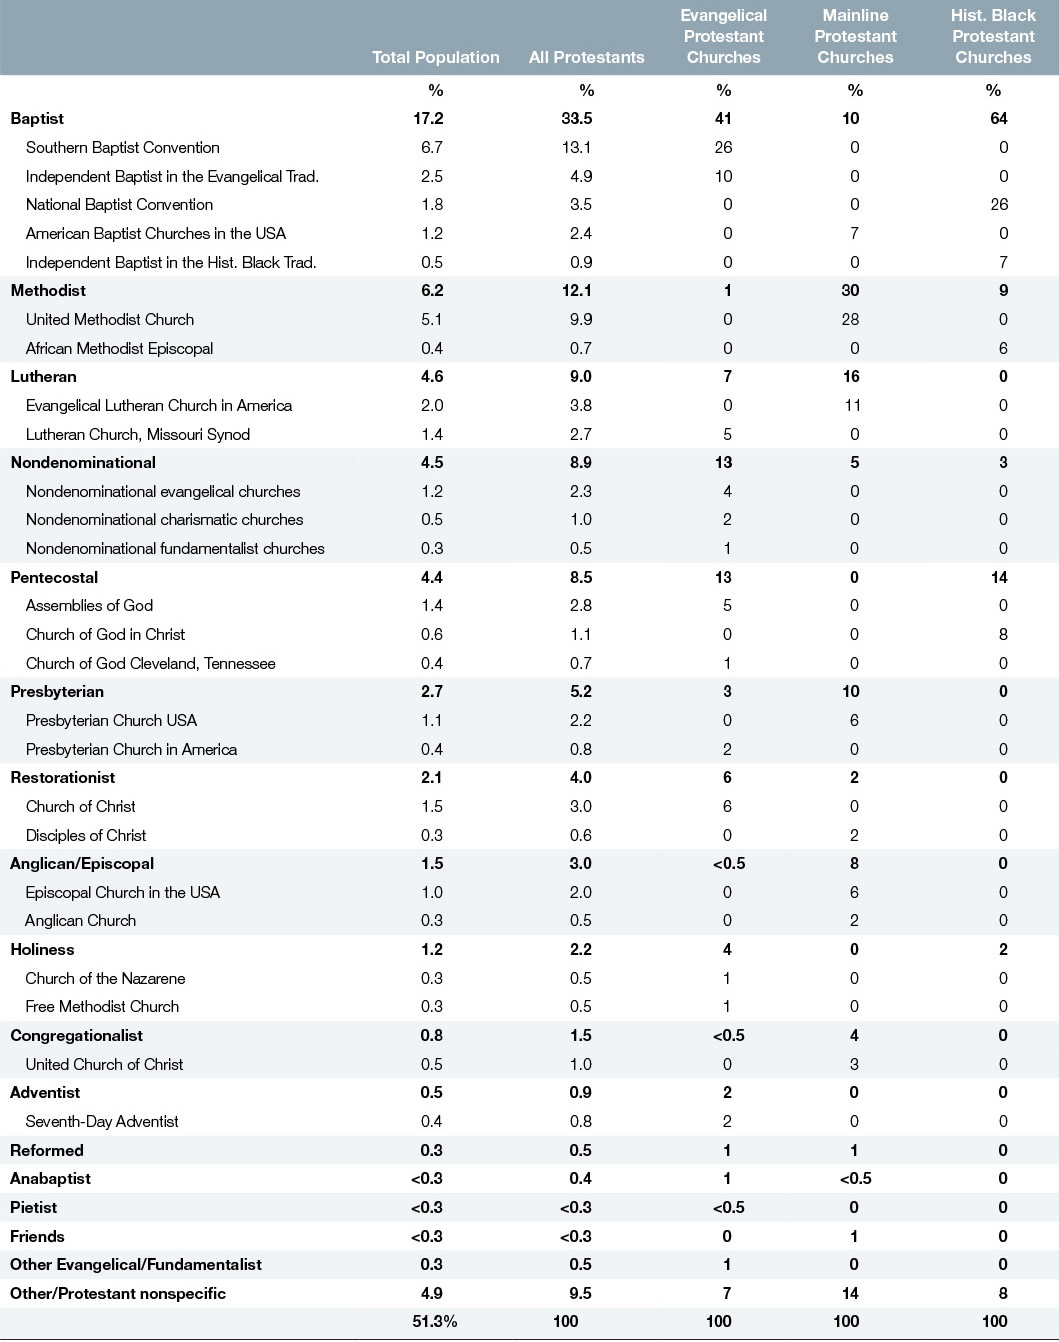 Total Population All Protestants Evangelical Protestant Churches Mainline Protestant Churches Hist. Black Protestant Churches
% % % % %
Baptist 17.2 33.5 41 10 64
Southern Baptist Convention 6.7 13.1 26 0 0
Independent Baptist in the Evangelical Trad. 2.5 4.9 10 0 0
National Baptist Convention 1.8 3.5 0 0 26
American Baptist Churches in the USA 1.2 2.4 0 7 0
Independent Baptist in the Hist. Black Trad. 0.5 0.9 0 0 7
Methodist 6.2 12.1 1 30 9
United Methodist Church 5.1 9.9 0 28 0
African Methodist Episcopal 0.4 0.7 0 0 6
Lutheran 4.6 9.0 7 16 0
Evangelical Lutheran Church in America 2.0 3.8 0 11 0
Lutheran Church, Missouri Synod 1.4 2.7 5 0 0
Nondenominational 4.5 8.9 13 5 3
Nondenominational evangelical churches 1.2 2.3 4 0 0
Nondenominational charismatic churches 0.5 1.0 2 0 0
Nondenominational fundamentalist churches 0.3 0.5 1 0 0
Pentecostal 4.4 8.5 13 0 14
Assemblies of God 1.4 2.8 5 0 0
Church of God in Christ 0.6 1.1 0 0 8
Church of God Cleveland, Tennessee 0.4 0.7 1 0 0
Presbyterian 2.7 5.2 3 10 0
Presbyterian Church USA 1.1 2.2 0 6 0
Presbyterian Church in America 0.4 0.8 2 0 0
Restorationist 2.1 4.0 6 2 0
Church of Christ 1.5 3.0 6 0 0
Disciples of Christ 0.3 0.6 0 2 0
Anglican/Episcopal 1.5 3.0 <0.5 8 0
Episcopal Church in the USA 1.0 2.0 0 6 0
Anglican Church 0.3 0.5 0 2 0
Holiness 1.2 2.2 4 0 2
Church of the Nazarene 0.3 0.5 1 0 0
Free Methodist Church 0.3 0.5 1 0 0
Congregationalist 0.8 1.5 <0.5 4 0
United Church of Christ 0.5 1.0 0 3 0
Adventist 0.5 0.9 2 0 0
Seventh-Day Adventist 0.4 0.8 2 0 0
Reformed 0.3 0.5 1 1 0
Anabaptist <0.3 0.4 1 <0.5 0
Pietist <0.3 <0.3 <0.5 0 0
Friends <0.3 <0.3 0 1 0
Other Evangelical/Fundamentalist 0.3 0.5 1 0 0
Other/Protestant nonspecific 4.9 9.5 7 14 8
51.3% 100 100 100 100